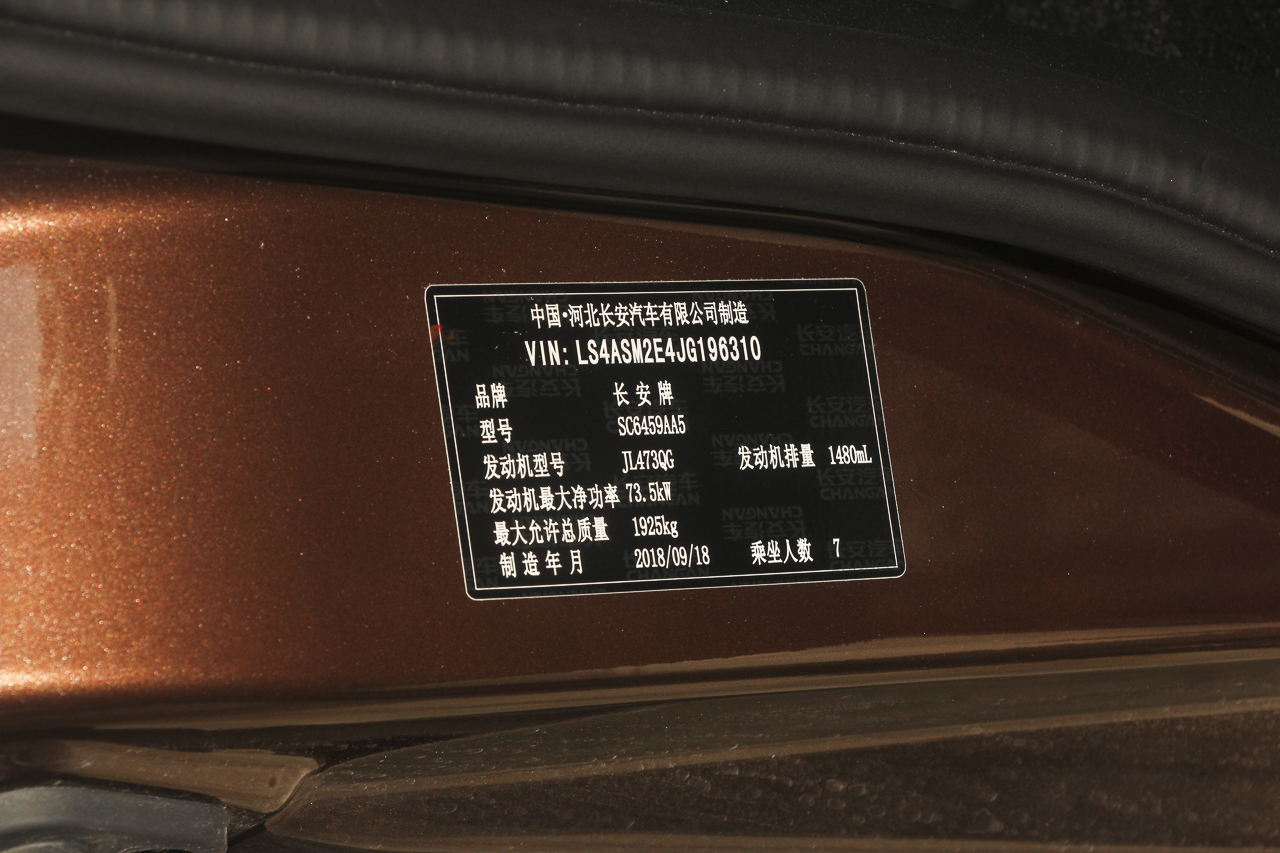 中国•河北长安汽车有限公司制造
VIN: LS4ASM2E4JG196310
品牌 长安牌
型号 SC6459AA5
发动机型号 JL473QG 发动机排量 1480mL
发动机最大净功率 73.5kW
最大允许总质量 1925kg
制造年月 2018/09/18 乘坐人数 7